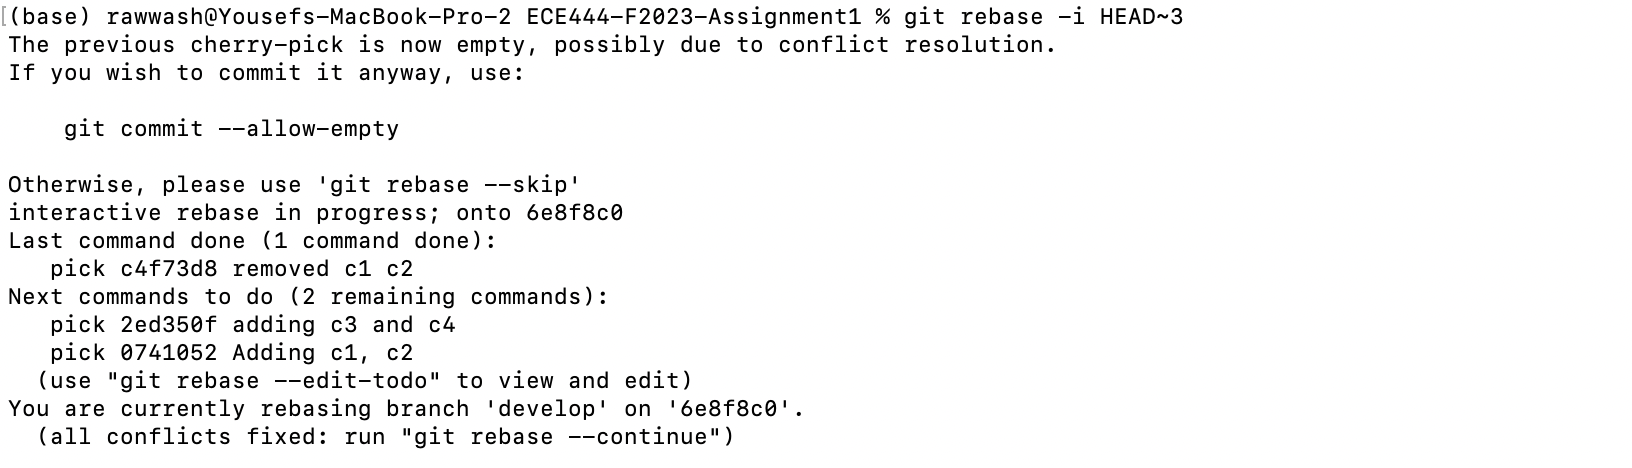 (base) rawwash@Yousefs-MacBook-Pro-2 ECE444-F2023-Assignment1 % git rebase -i HEAD~3
The previous cherry-pick is now empty, possibly due to conflict resolution.
If you wish to commit it anyway, use:

    git commit --allow-empty

Otherwise, please use 'git rebase --skip'
interactive rebase in progress; onto 6e8f8c0
Last command done (1 command done):
   pick c4f73d8 removed c1 c2
Next commands to do (2 remaining commands):
   pick 2ed350f adding c3 and c4
   pick 0741052 Adding c1, c2
  (use "git rebase --edit-todo" to view and edit)
You are currently rebasing branch 'develop' on '6e8f8c0'.
  (all conflicts fixed: run "git rebase --continue")